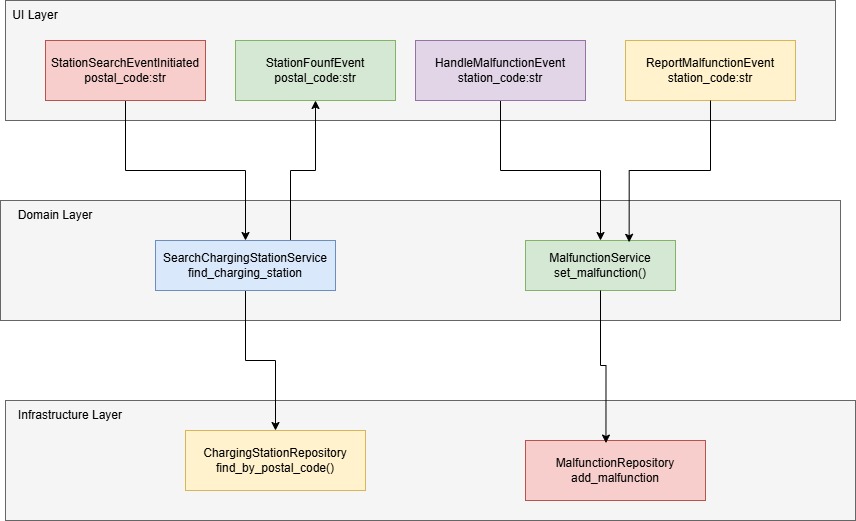 UI Layer
StationSearchEventInitiated
postal_code:str
StationFounfEvent
postal_code:str
HandleMalfunctionEvent
station_code:str
ReportMalfunctionEvent
station_code:str
Domain Layer
SearchChargingStationService
find_charging_station
MalfunctionService
set_malfunction()
Infrastructure Layer
ChargingStationRepository
find_by_postal_code()
MalfunctionRepository
add_malfunction